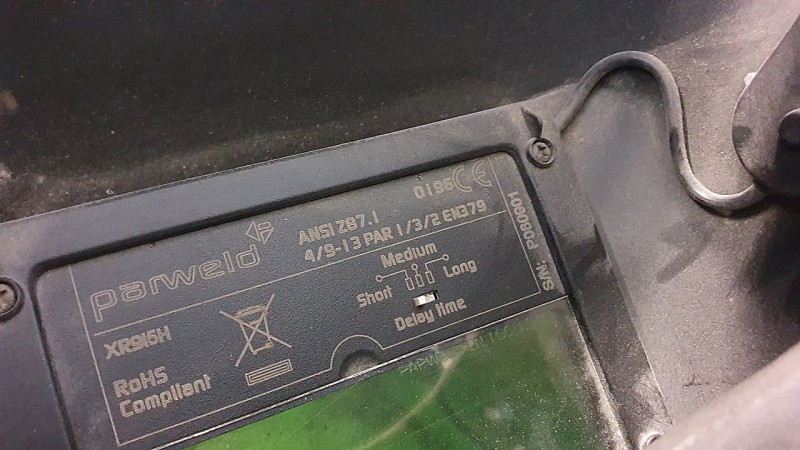 parweld
ANSI Z87.1
0196 CE
4/9-13 PAR 1/3/2 EN379
XR915H
RoHS
Compliant
Medium
Short
Long
Delay time
S/N: P080901